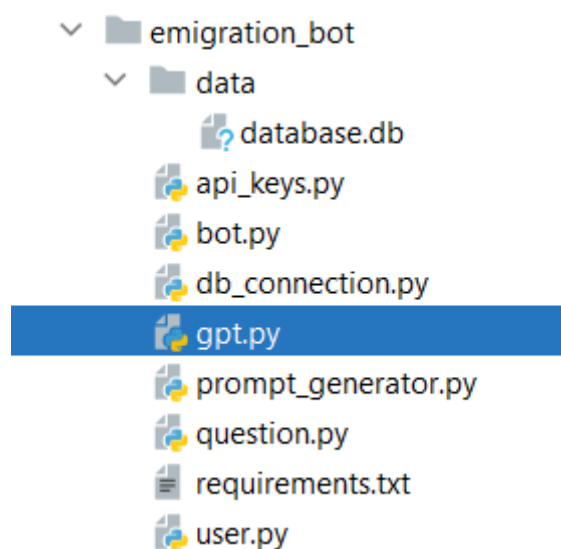 emigration_bot
data
database.db
api_keys.py
bot.py
db_connection.py
gpt.py
prompt_generator.py
question.py
requirements.txt
user.py